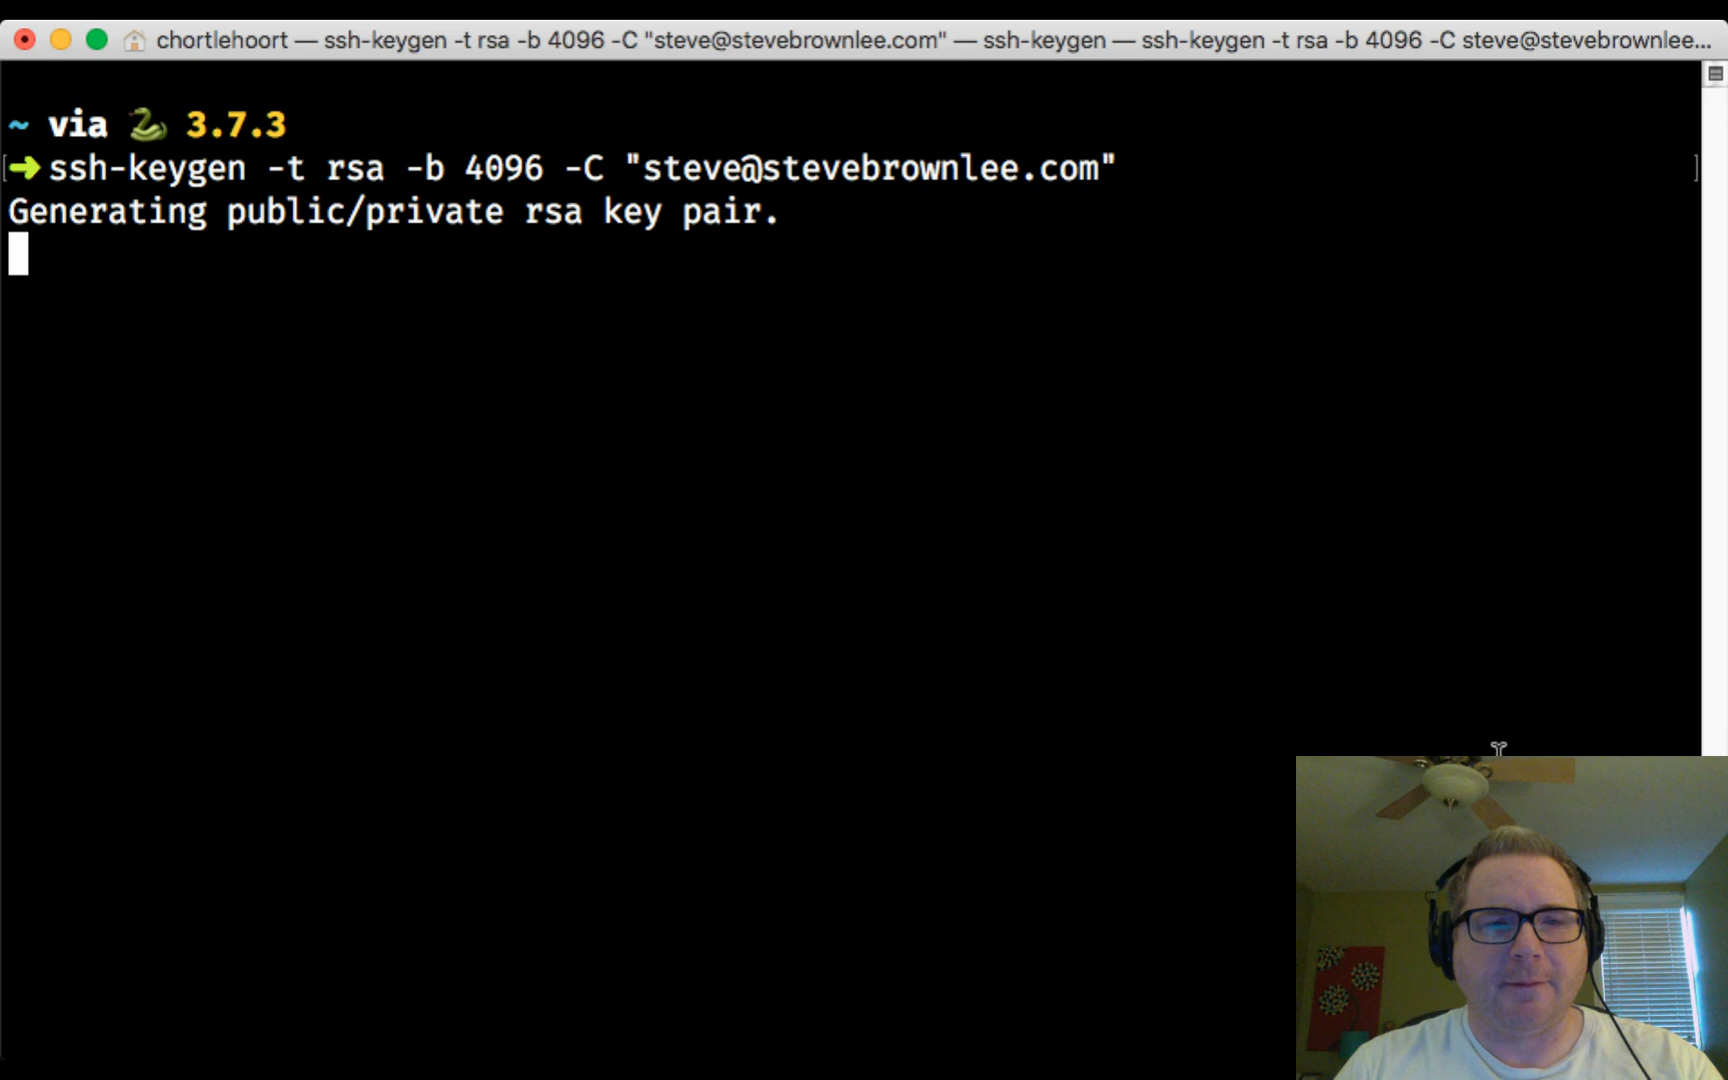 chortlehoort — ssh-keygen -t rsa -b 4096 -C "steve@stevebrownlee.com" — ssh-keygen — ssh-keygen -t rsa -b 4096 -C steve@stevebrownlee...
~ via 🐍 3.7.3
➜ ssh-keygen -t rsa -b 4096 -C "steve@stevebrownlee.com"
Generating public/private rsa key pair.